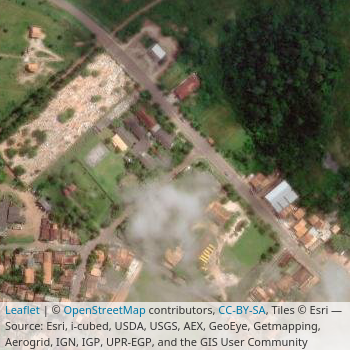 Leaflet | © OpenStreetMap contributors, CC-BY-SA, Tiles © Esri —
Source: Esri, i-cubed, USDA, USGS, AEX, GeoEye, Getmapping,
Aerogrid, IGN, IGP, UPR-EGP, and the GIS User Community